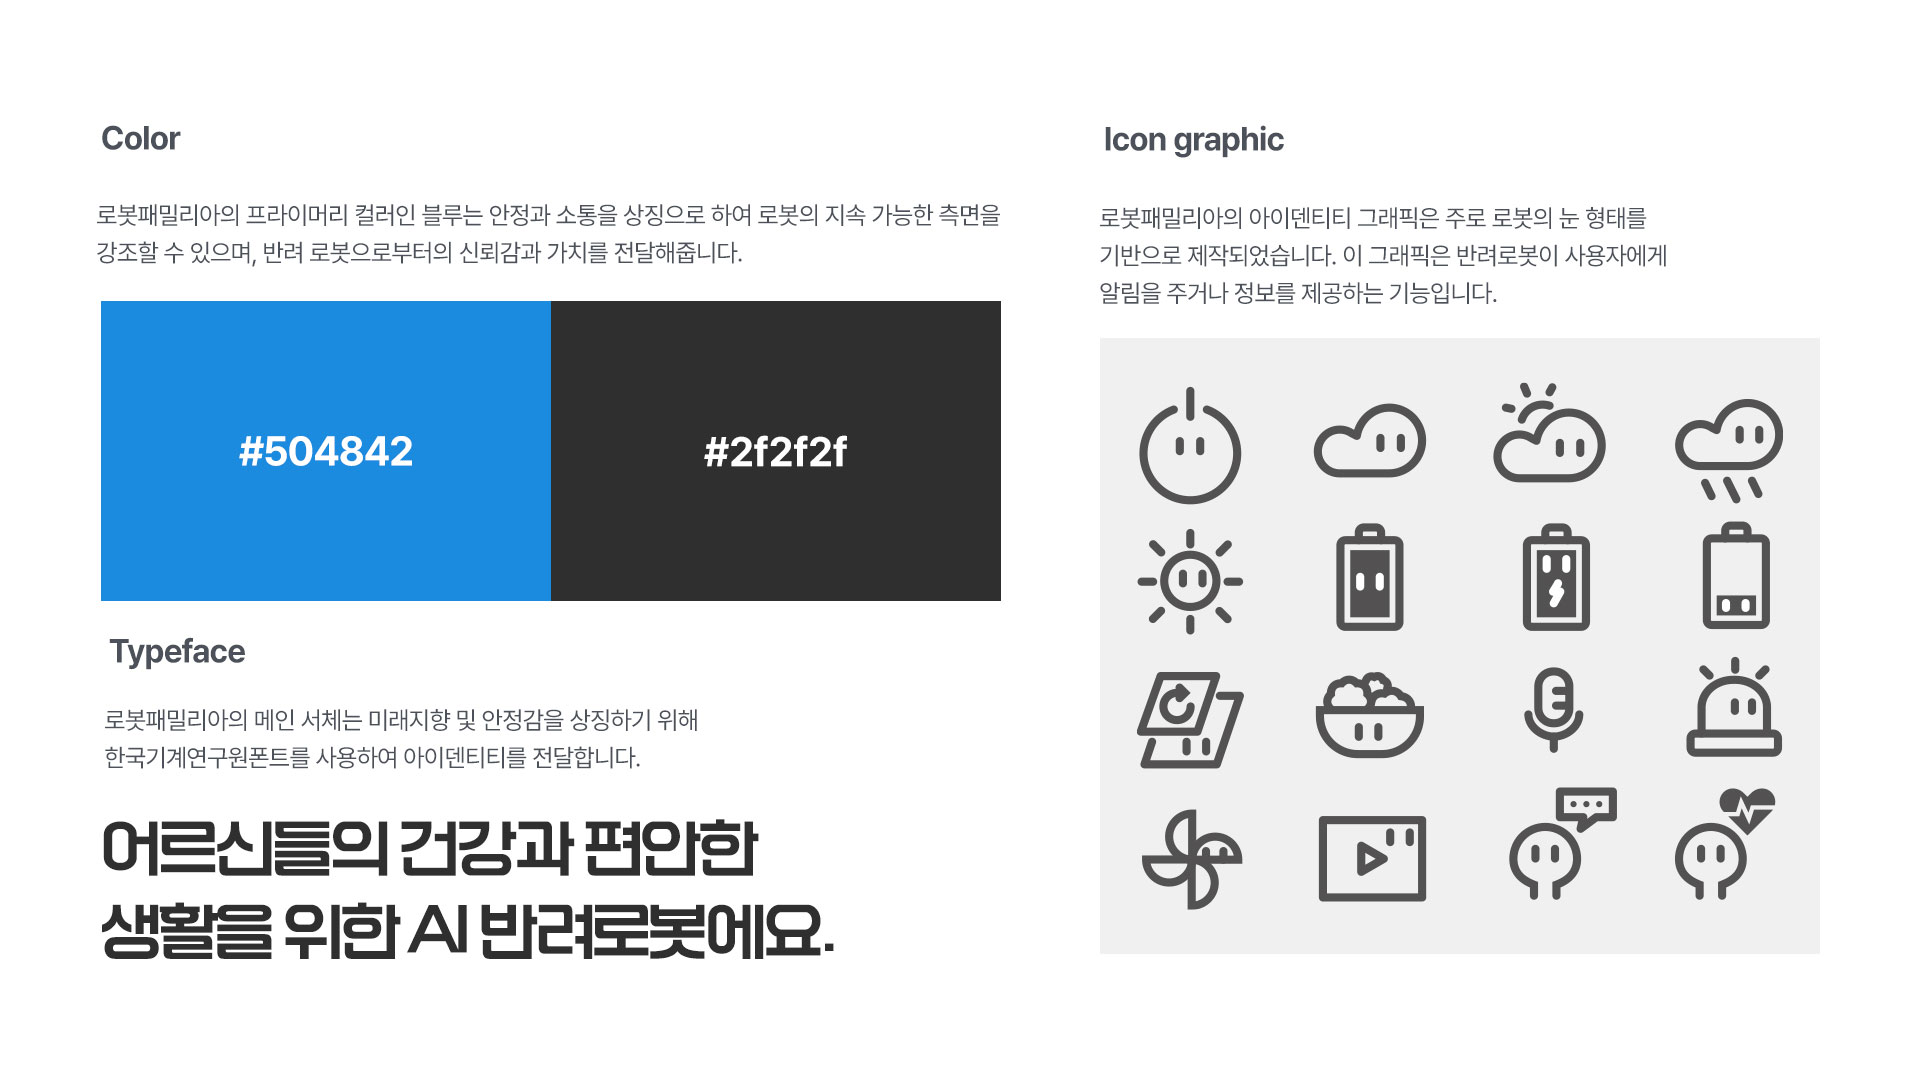 Color
로봇패밀리아의 프라이머리 컬러인 블루는 안정과 소통을 상징으로 하여 로봇의 지속 가능한 측면을
강조할 수 있으며, 반려 로봇으로부터의 신뢰감과 가치를 전달해줍니다.
#504842
#2f2f2f
Typeface
로봇패밀리아의 메인 서체는 미래지향 및 안정감을 상징하기 위해
한국기계연구원폰트를 사용하여 아이덴티티를 전달합니다.
어르신들의 건강과 편안한
생활을 위한 AI 반려로봇에요.
Icon graphic
로봇패밀리아의 아이덴티티 그래픽은 주로 로봇의 눈 형태를
기반으로 제작되었습니다. 이 그래픽은 반려로봇이 사용자에게
알림을 주거나 정보를 제공하는 기능입니다.